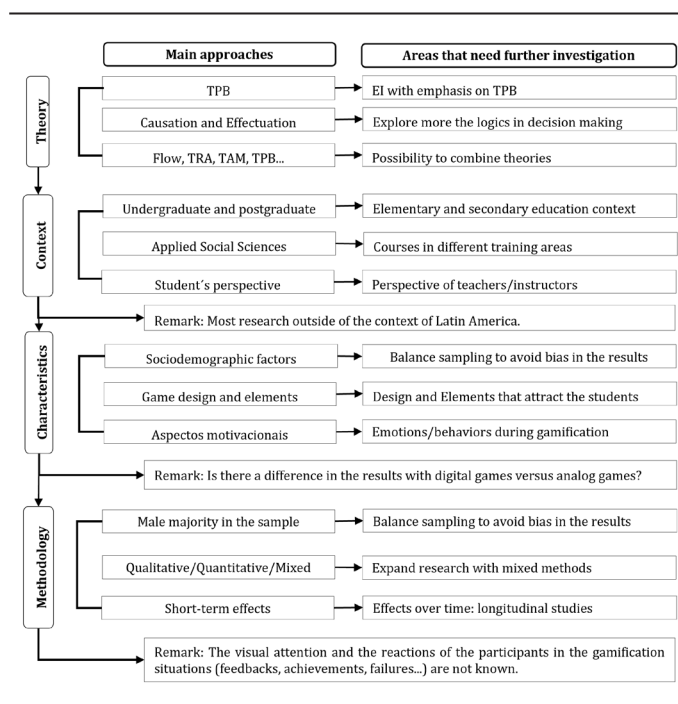 Main approaches
Areas that need further investigation
Theory
TPB
EI with emphasis on TPB
Causation and Effectuation
Explore more the logics in decision making
Flow, TRA, TAM, TPB...
Possibility to combine theories
Context
Undergraduate and postgraduate
Elementary and secondary education context
Applied Social Sciences
Courses in different training areas
Student´s perspective
Perspective of teachers/instructors
Remark: Most research outside of the context of Latin America.
Characteristics
Sociodemographic factors
Balance sampling to avoid bias in the results
Game design and elements
Design and Elements that attract the students
Aspectos motivacionais
Emotions/behaviors during gamification
Remark: Is there a difference in the results with digital games versus analog games?
Methodology
Male majority in the sample
Balance sampling to avoid bias in the results
Qualitative/Quantitative/Mixed
Expand research with mixed methods
Short-term effects
Effects over time: longitudinal studies
Remark: The visual attention and the reactions of the participants in the gamification
situations (feedbacks, achievements, failures...) are not known.